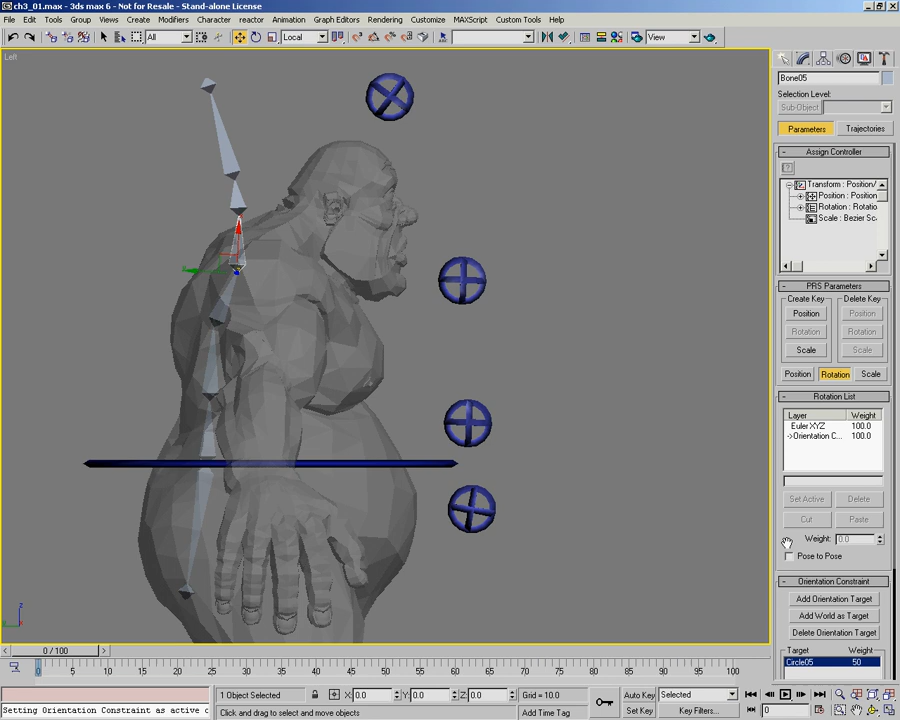 ch3_01.max - 3ds max 6 - Not for Resale - Stand-alone License
File Edit Tools Group Views Create Modifiers Character reactor Animation Graph Editors Rendering Customize MAXScript Custom Tools Help
All Local View
Left
Bone05
Selection Level:
Sub-Object
Parameters Trajectories
- Assign Controller
?
Transform : Position/
Position : Position
Rotation : Rotatio
Scale : Bezier Sc
- PRS Parameters
Create Key Delete Key
Position Position
Rotation Rotation
Scale Scale
Position Rotation Scale
- Rotation List
Layer Weight
Euler XYZ 100.0
->Orientation C... 100.0
Set Active Delete
Cut Paste
Weight: 0.0
Pose to Pose
- Orientation Constraint
Add Orientation Target
Add World as Target
Delete Orientation Target
Target Weight
Circle05 50
z
y
< 0 / 100 >
0 5 10 15 20 25 30 35 40 45 50 55 60 65 70 75 80 85 90 95 100
1 Object Selected X: 0.0 Y: 0.0 Z: 0.0 Grid = 10.0 Auto Key Selected
Setting Orientation Constraint as active c Click and drag to select and move objects Add Time Tag Set Key Key Filters... 0